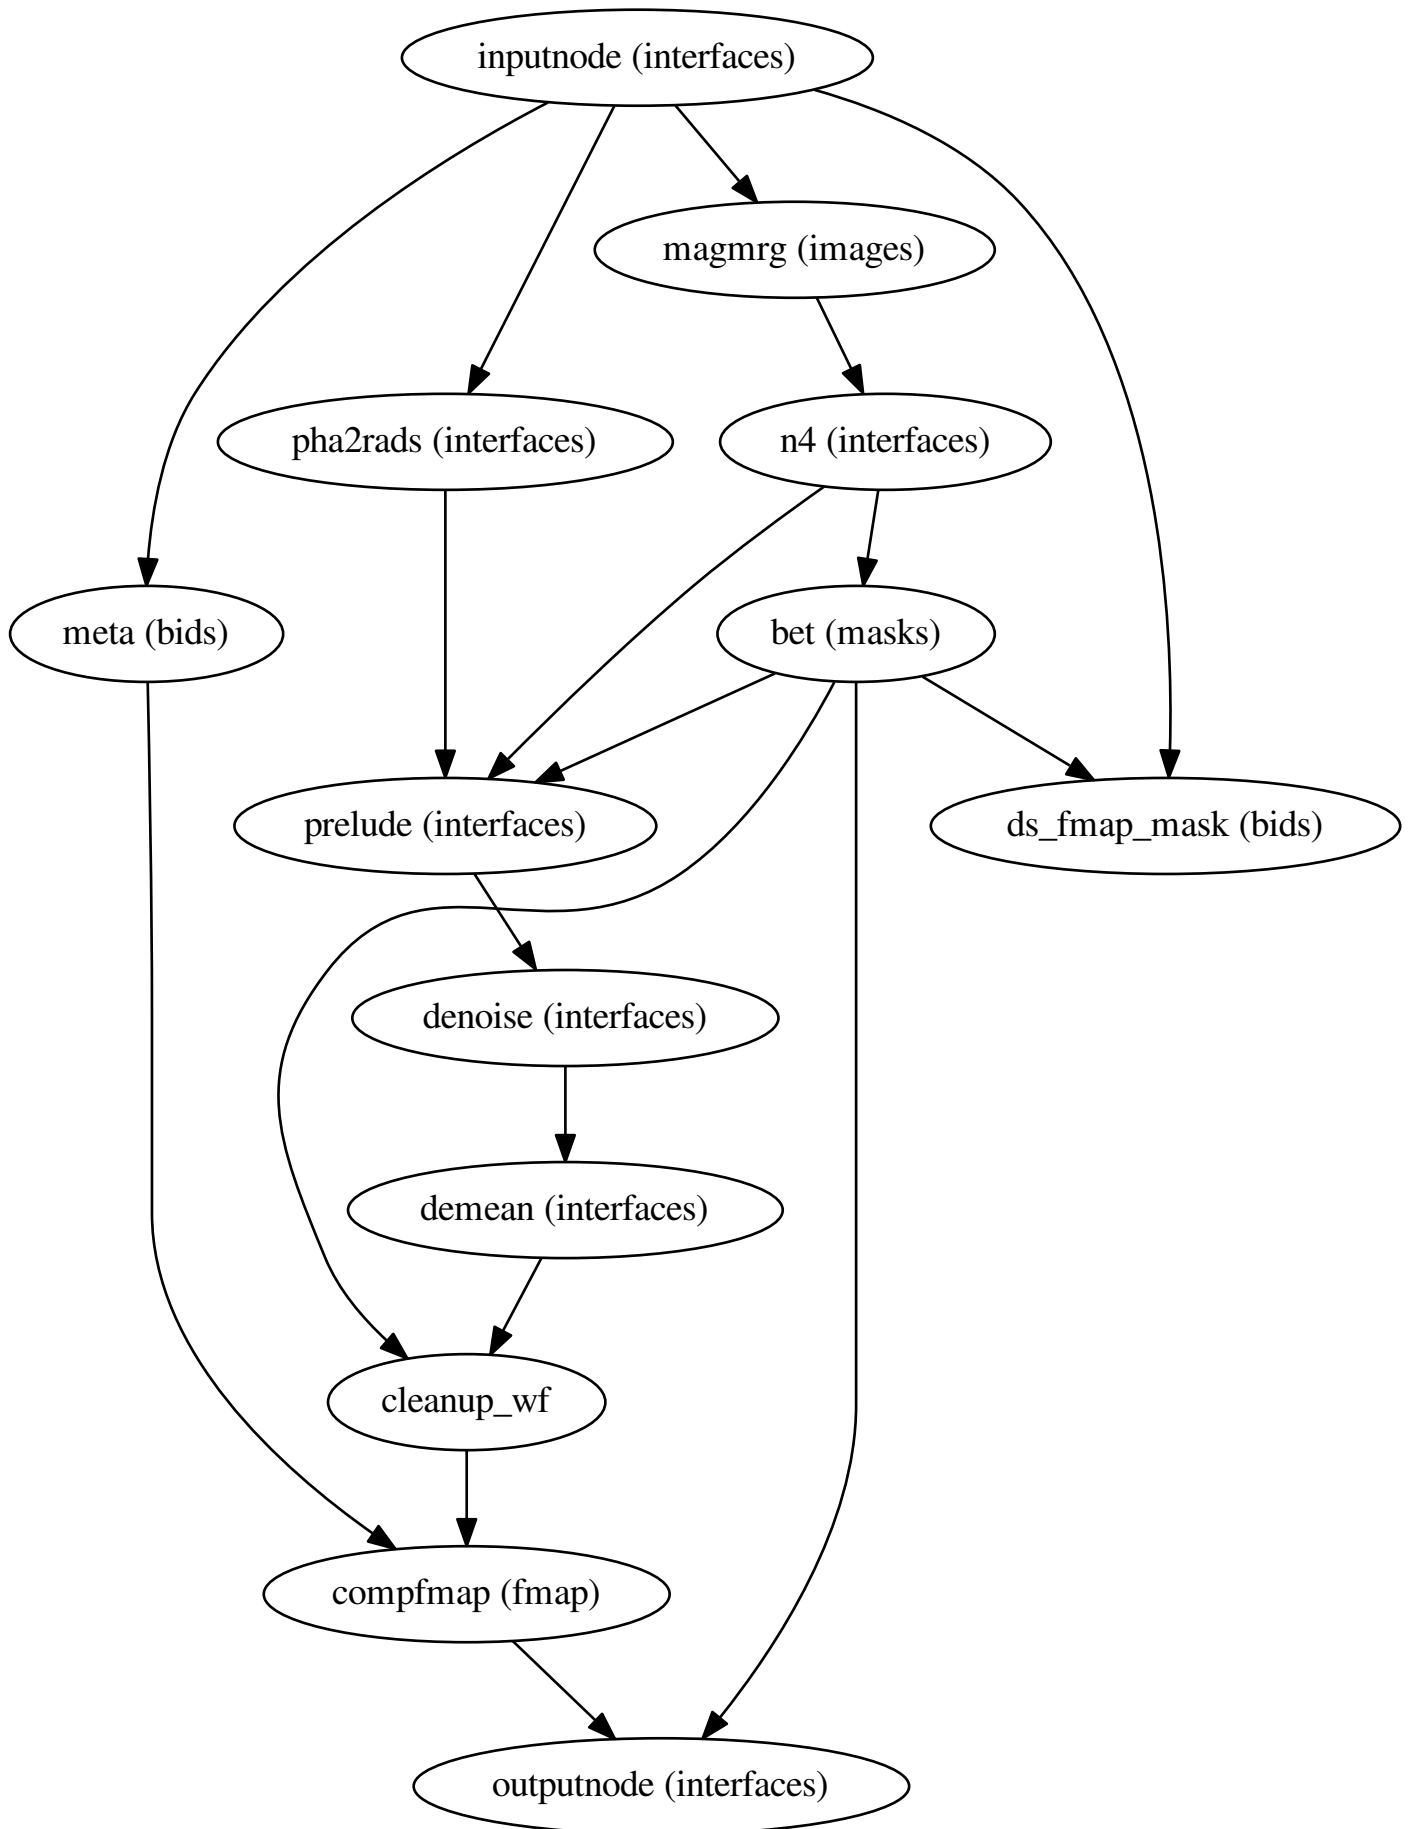 inputnode (interfaces)
magmrg (images)
pha2rads (interfaces)
n4 (interfaces)
meta (bids)
bet (masks)
prelude (interfaces)
ds_fmap_mask (bids)
denoise (interfaces)
demean (interfaces)
cleanup_wf
compfmap (fmap)
outputnode (interfaces)